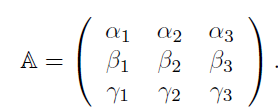 α₁ α₂ α₃
𝔸 = ( β₁ β₂ β₃ ) .
γ₁ γ₂ γ₃